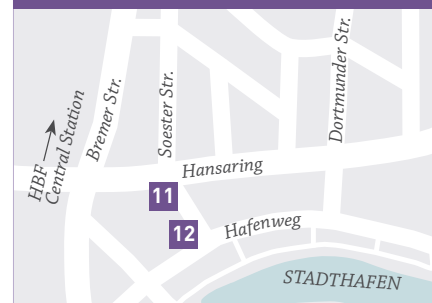 Bremer Str.
Soester Str.
Dortmunder Str.
HBF
Central Station
Hansaring
11
12
Hafenweg
STADTHAFEN